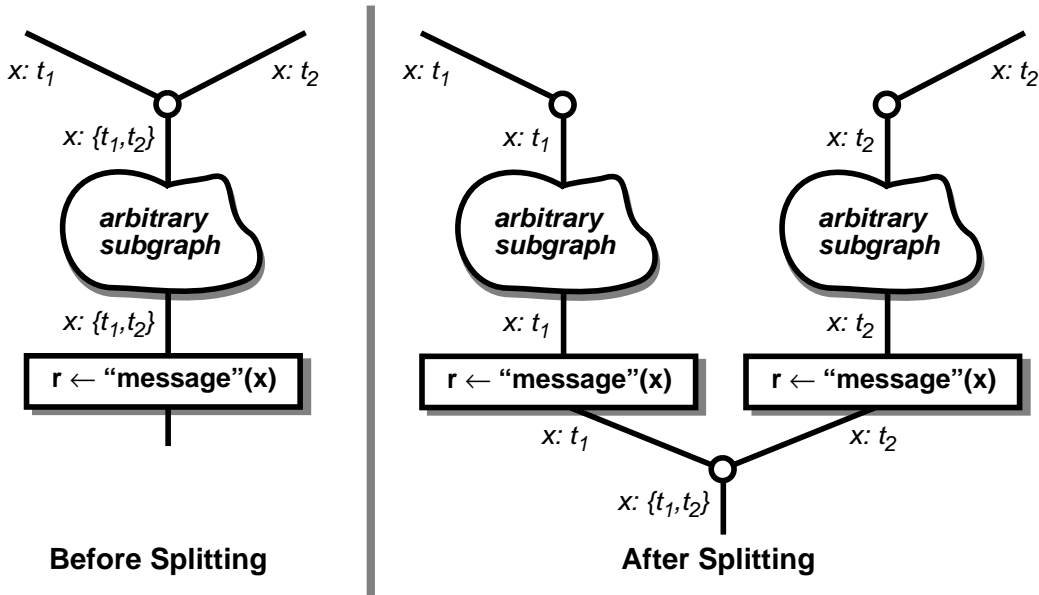 x: t1
x: t2
x: {t1,t2}
arbitrary
subgraph
x: {t1,t2}
r ← “message”(x)
Before Splitting
x: t1
x: t2
x: t1
x: t2
arbitrary
subgraph
arbitrary
subgraph
x: t1
x: t2
r ← “message”(x)
r ← “message”(x)
x: t1
x: t2
x: {t1,t2}
After Splitting